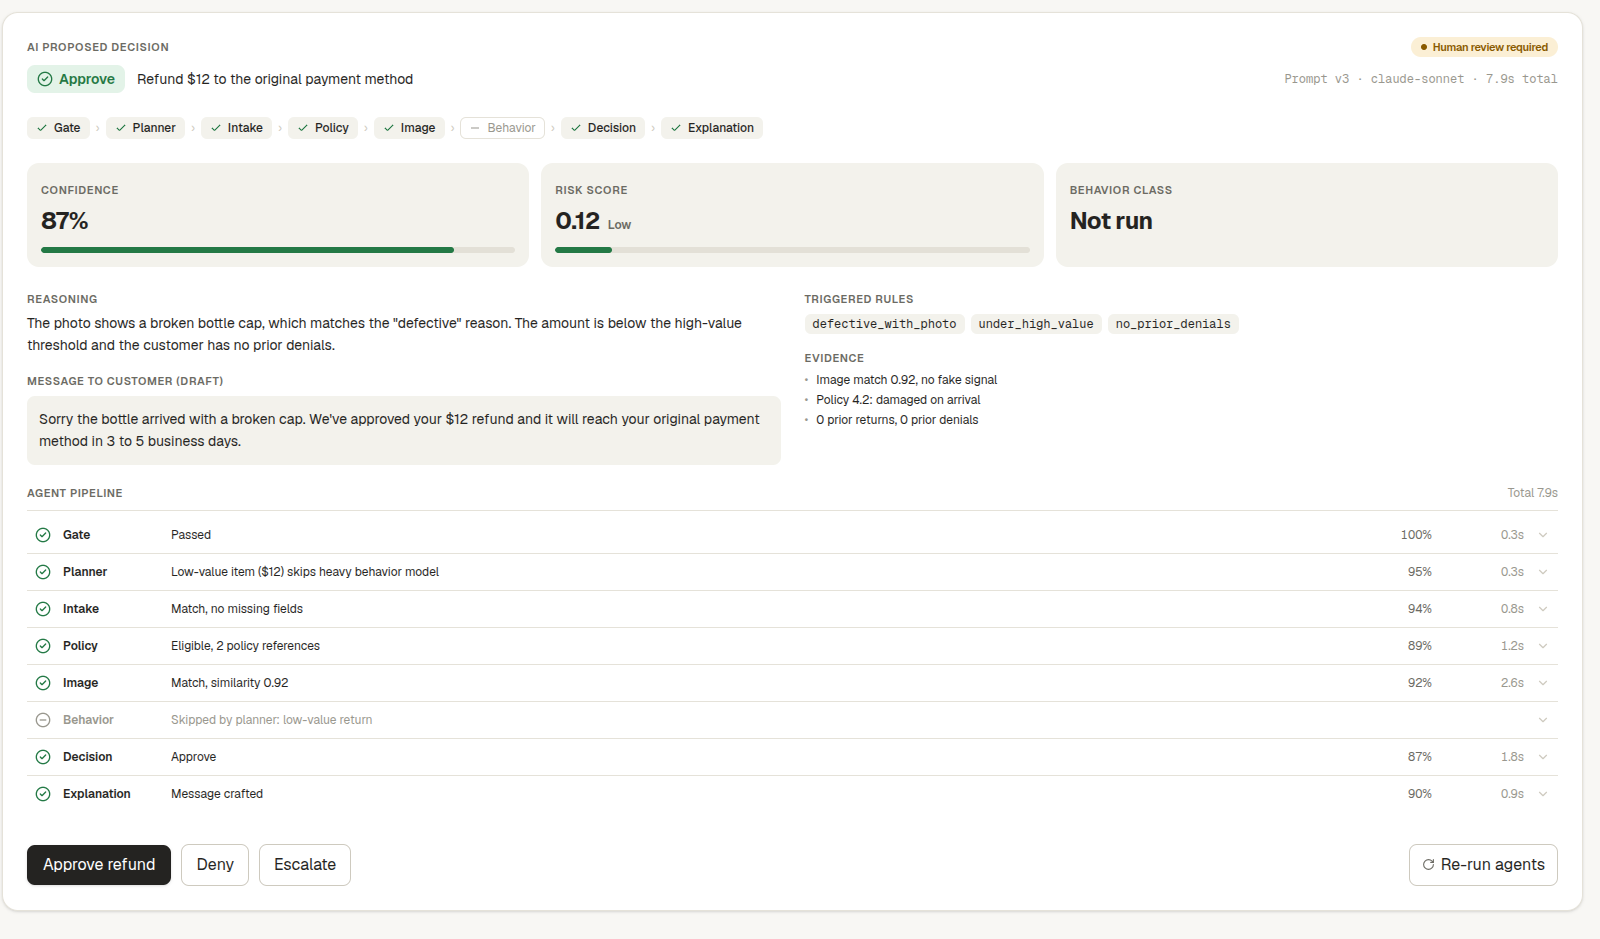 AI PROPOSED DECISION
Human review required
Approve
Refund $12 to the original payment method
Prompt v3 · claude-sonnet · 7.9s total
Gate › Planner › Intake › Policy › Image › Behavior › Decision › Explanation
CONFIDENCE
87%
RISK SCORE
0.12 Low
BEHAVIOR CLASS
Not run
REASONING
The photo shows a broken bottle cap, which matches the "defective" reason. The amount is below the high-value
threshold and the customer has no prior denials.
MESSAGE TO CUSTOMER (DRAFT)
Sorry the bottle arrived with a broken cap. We've approved your $12 refund and it will reach your original payment
method in 3 to 5 business days.
TRIGGERED RULES
defective_with_photo under_high_value no_prior_denials
EVIDENCE
• Image match 0.92, no fake signal
• Policy 4.2: damaged on arrival
• 0 prior returns, 0 prior denials
AGENT PIPELINE
Total 7.9s
Gate Passed 100% 0.3s
Planner Low-value item ($12) skips heavy behavior model 95% 0.3s
Intake Match, no missing fields 94% 0.8s
Policy Eligible, 2 policy references 89% 1.2s
Image Match, similarity 0.92 92% 2.6s
Behavior Skipped by planner: low-value return
Decision Approve 87% 1.8s
Explanation Message crafted 90% 0.9s
Approve refund
Deny
Escalate
Re-run agents